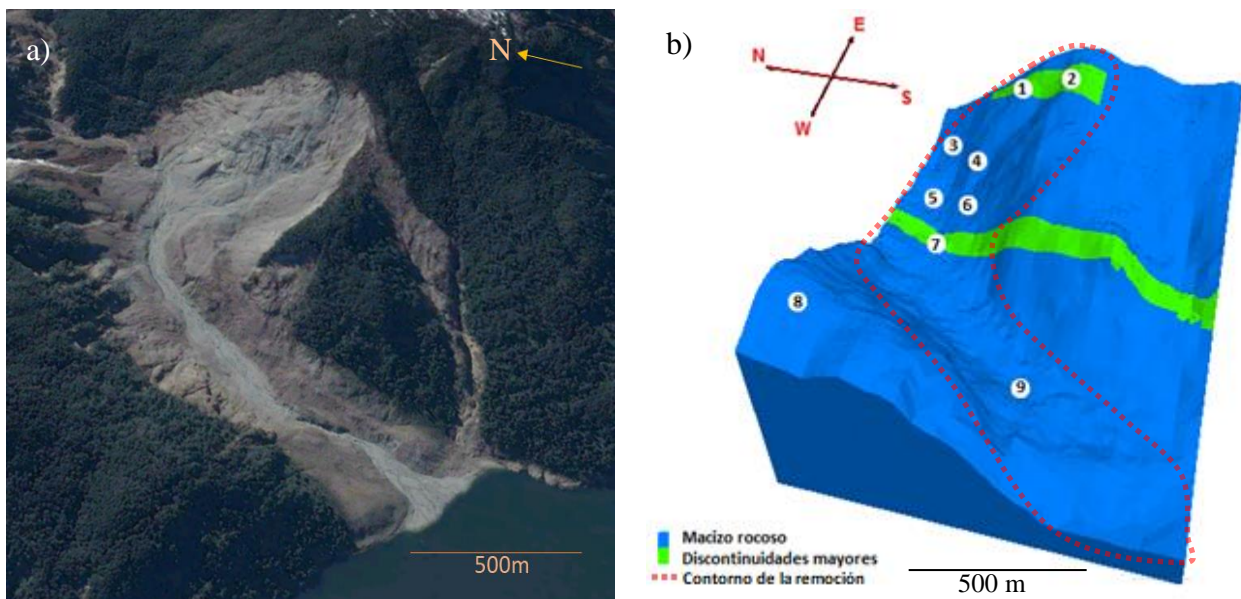 a)
N
500m
b)
E
N
S
W
1
2
3
4
5
6
7
8
9
Macizo rocoso
Discontinuidades mayores
Contorno de la remoción
500 m